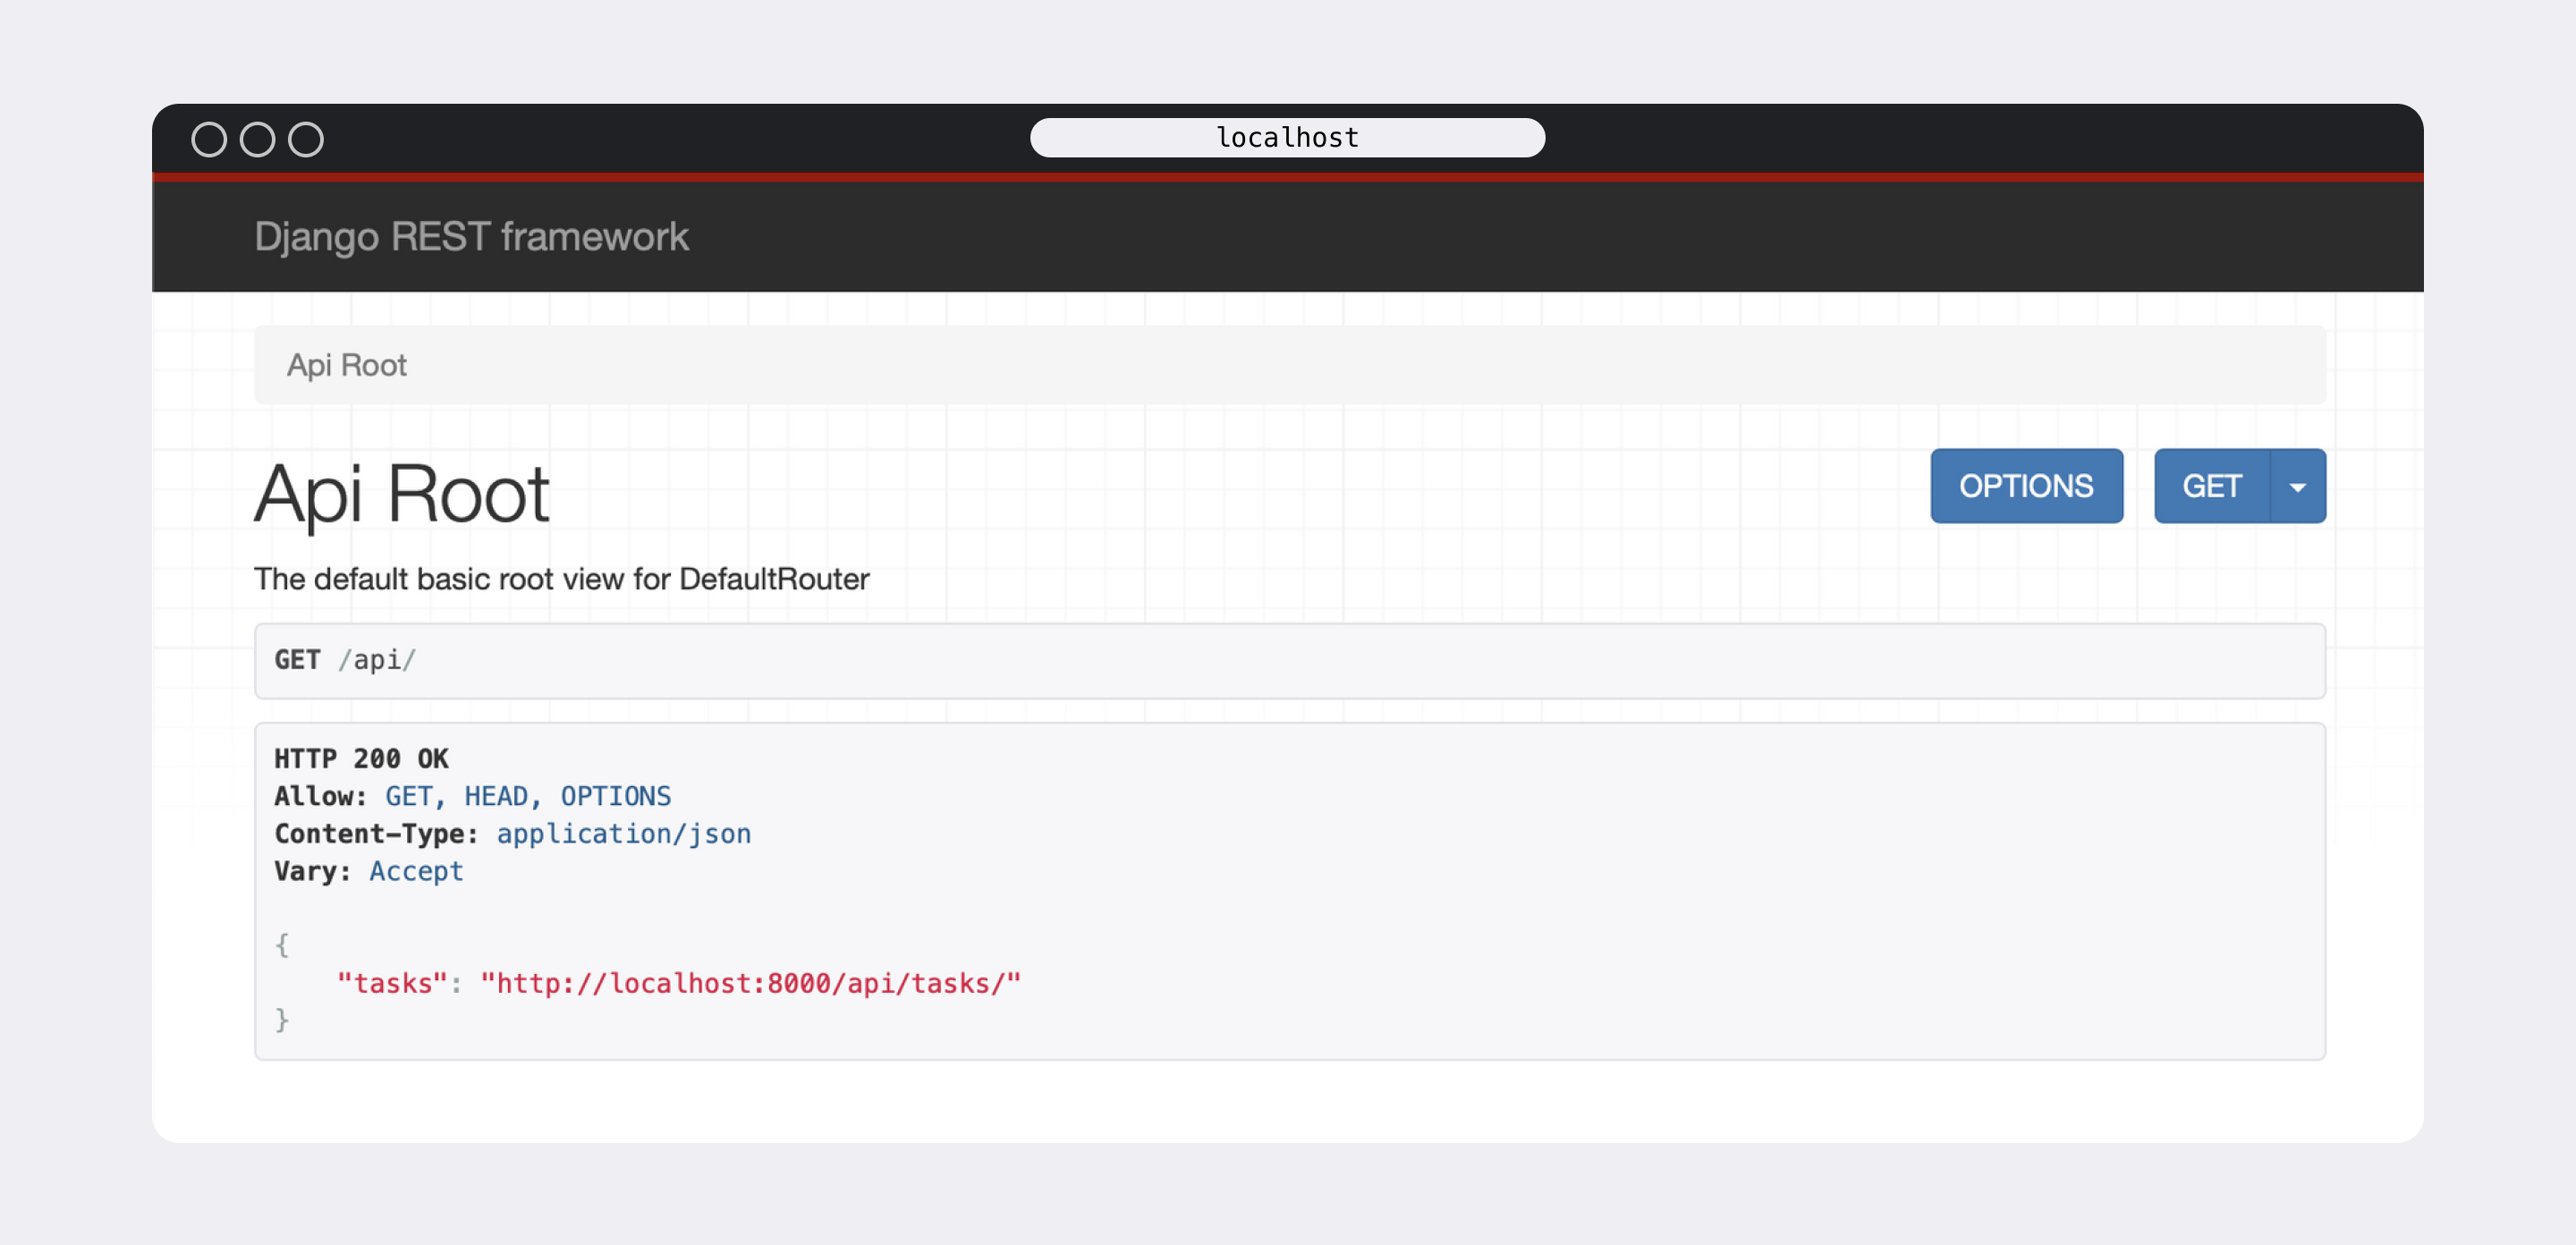 localhost
Django REST framework
Api Root
Api Root
OPTIONS
GET
The default basic root view for DefaultRouter
GET /api/
HTTP 200 OK
Allow: GET, HEAD, OPTIONS
Content-Type: application/json
Vary: Accept
{
    "tasks": "http://localhost:8000/api/tasks/"
}